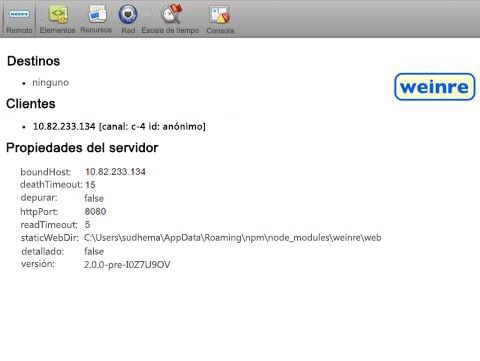 weinre
Remoto Elementos Recursos Red Escala de tiempo Consola
Destinos
• ninguno
weinre
Clientes
• 10.82.233.134 [canal: c-4 id: anónimo]
Propiedades del servidor
boundHost: 10.82.233.134
deathTimeout: 15
depurar: false
httpPort: 8080
readTimeout: 5
staticWebDir: C:\Users\sudhema\AppData\Roaming\npm\node_modules\weinre\web
detallado: false
versión: 2.0.0-pre-I0Z7U9OV